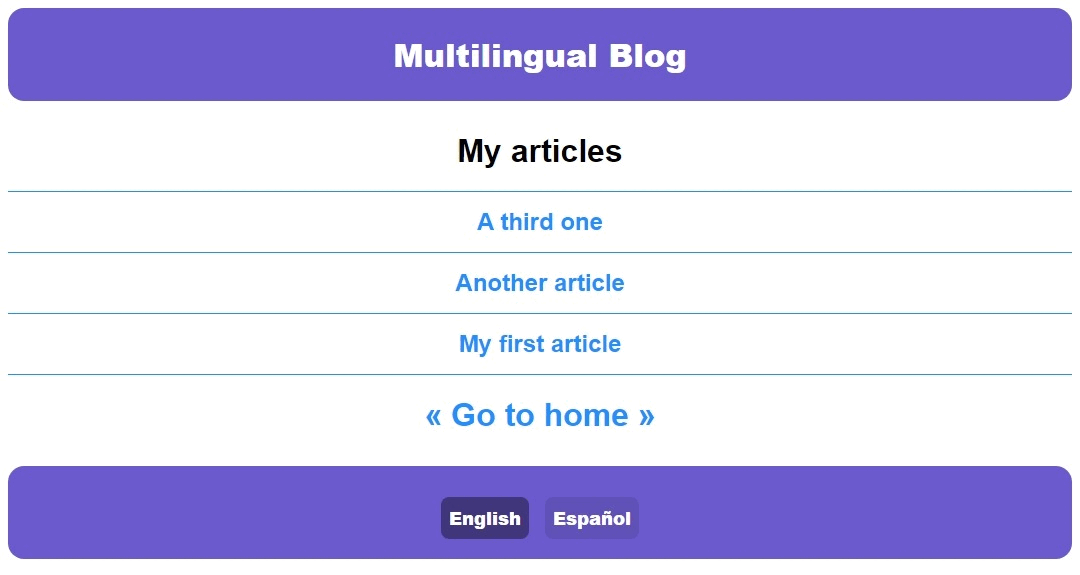 Multilingual Blog
My articles
A third one
Another article
My first article
« Go to home »
English Español